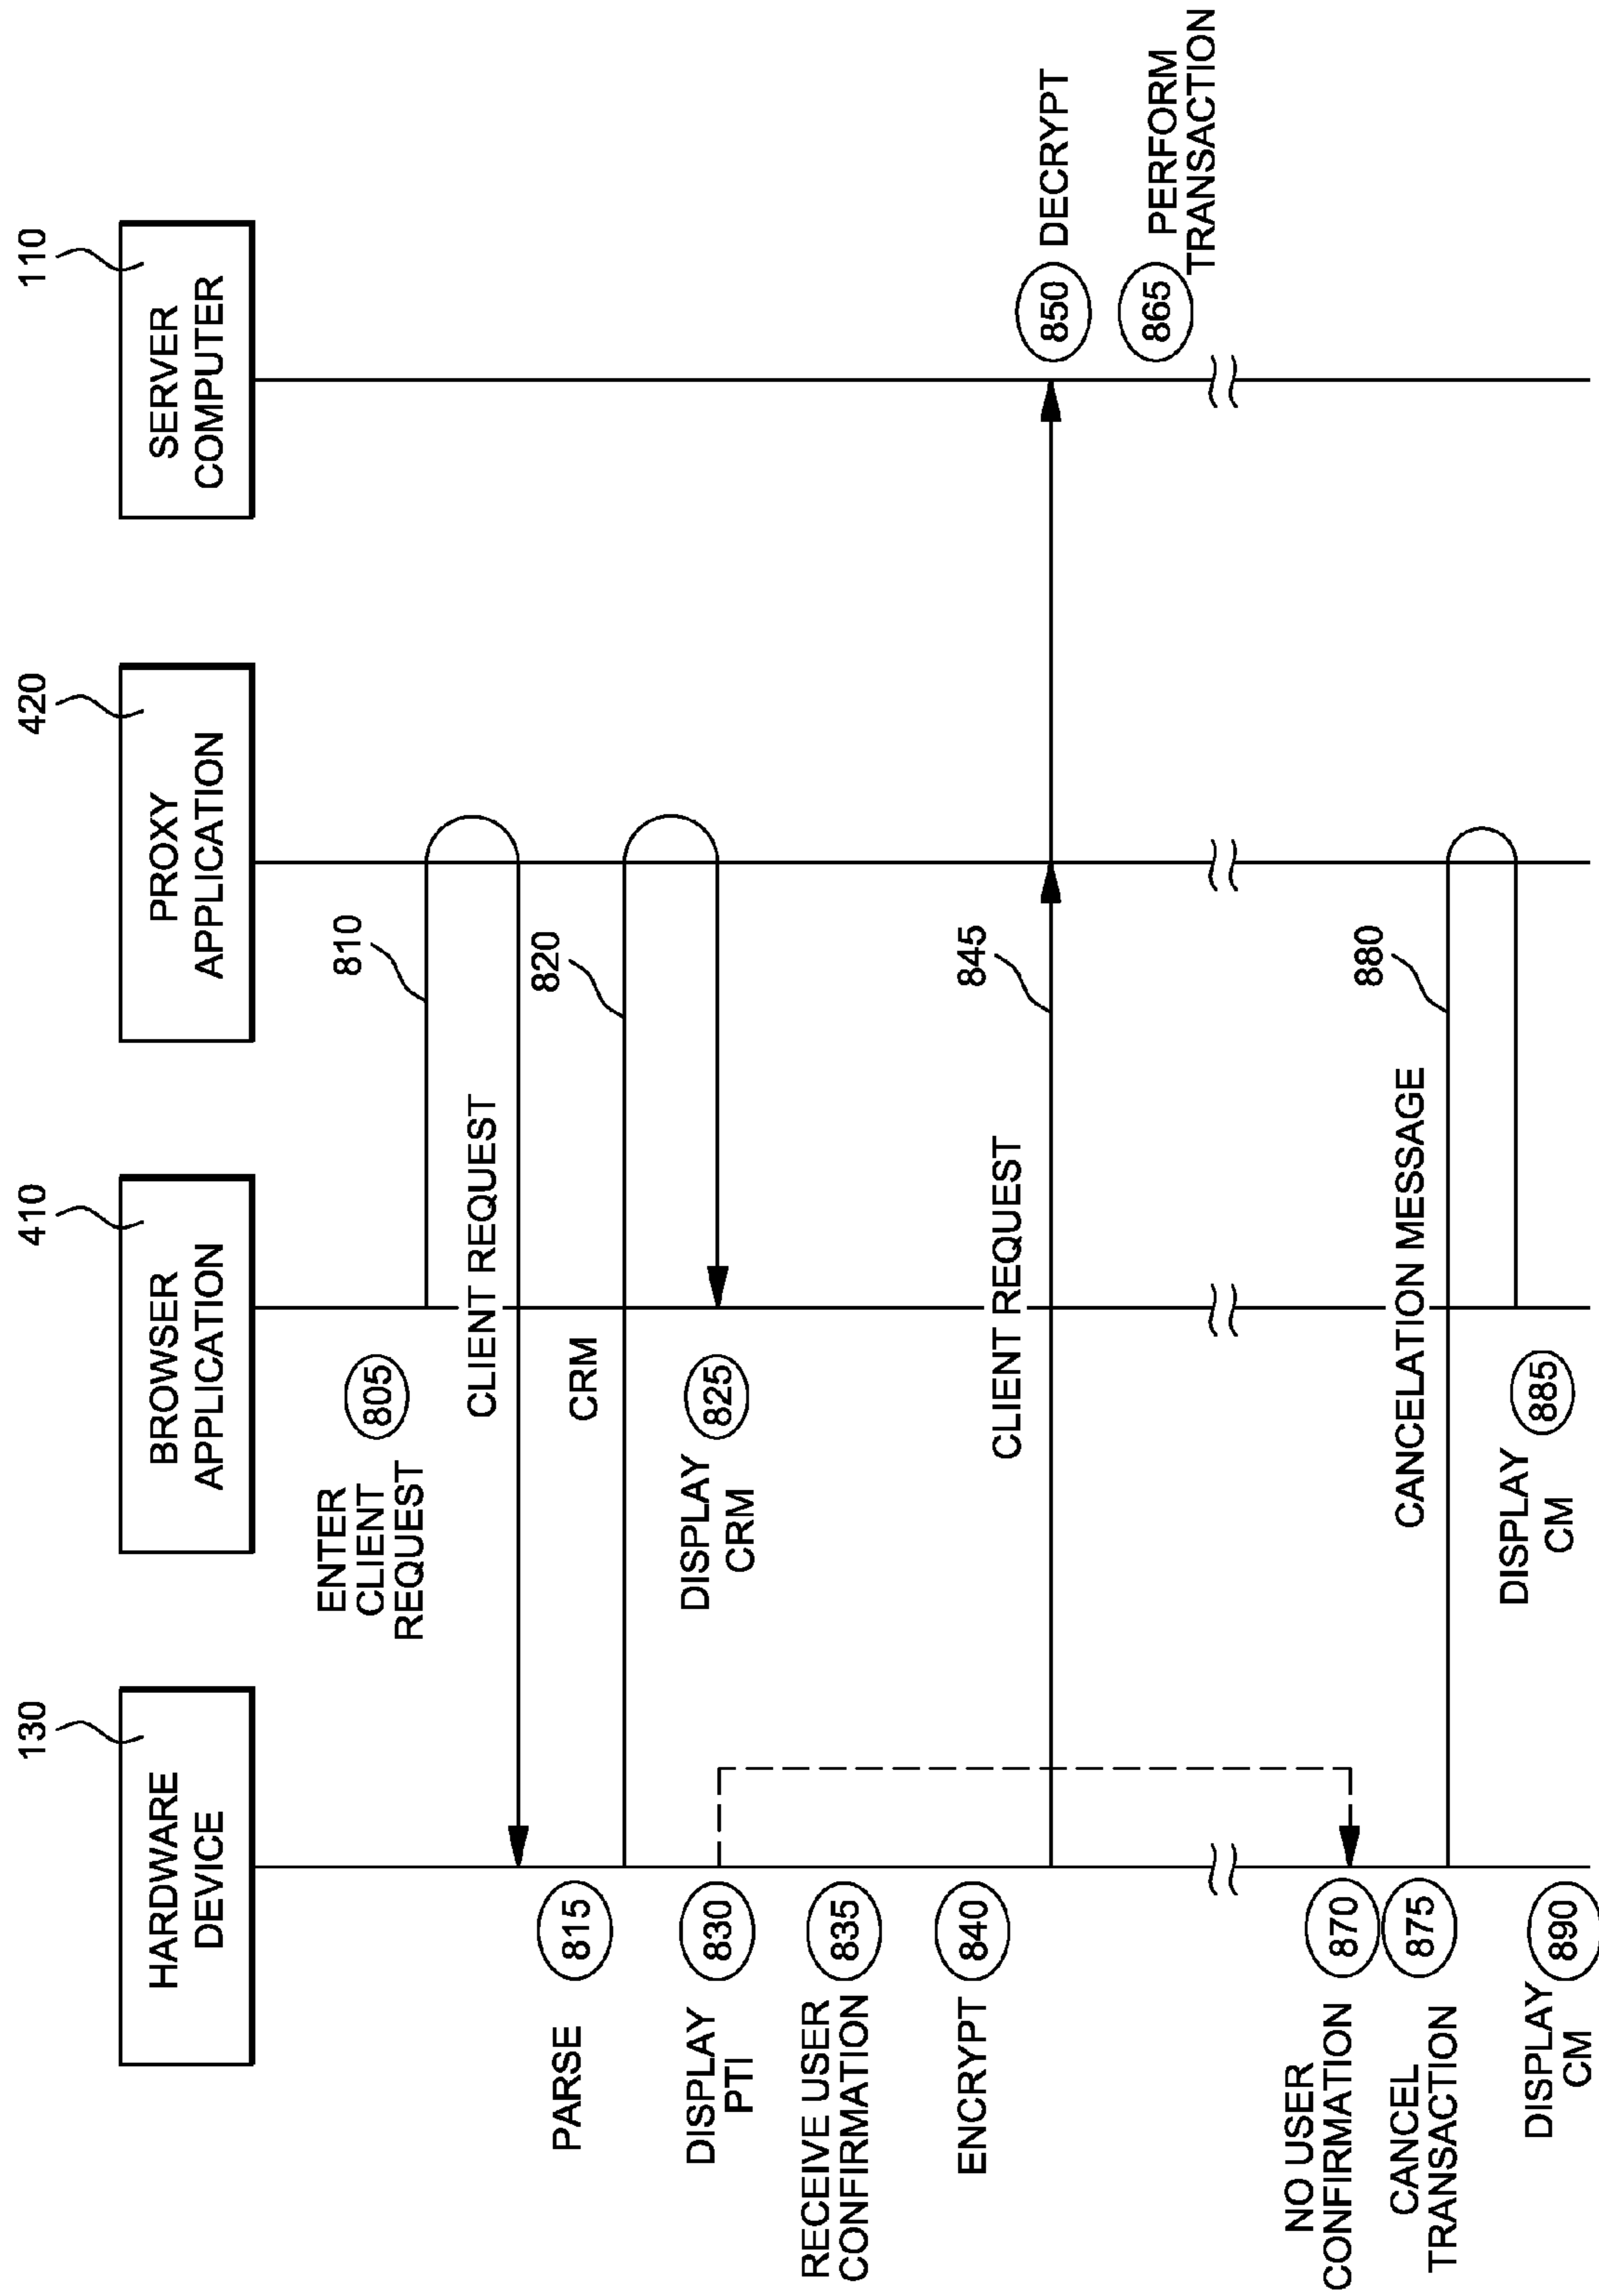 130
HARDWARE
DEVICE
410
BROWSER
APPLICATION
420
PROXY
APPLICATION
110
SERVER
COMPUTER
ENTER
CLIENT
REQUEST
805
810
CLIENT REQUEST
PARSE
815
CRM
820
DISPLAY
CRM
825
DISPLAY
PTI
830
RECEIVE USER
CONFIRMATION
835
ENCRYPT
840
CLIENT REQUEST
845
850
DECRYPT
865
PERFORM
TRANSACTION
NO USER
CONFIRMATION
870
CANCEL
TRANSACTION
875
CANCELATION MESSAGE
880
DISPLAY
CM
885
DISPLAY
CM
890